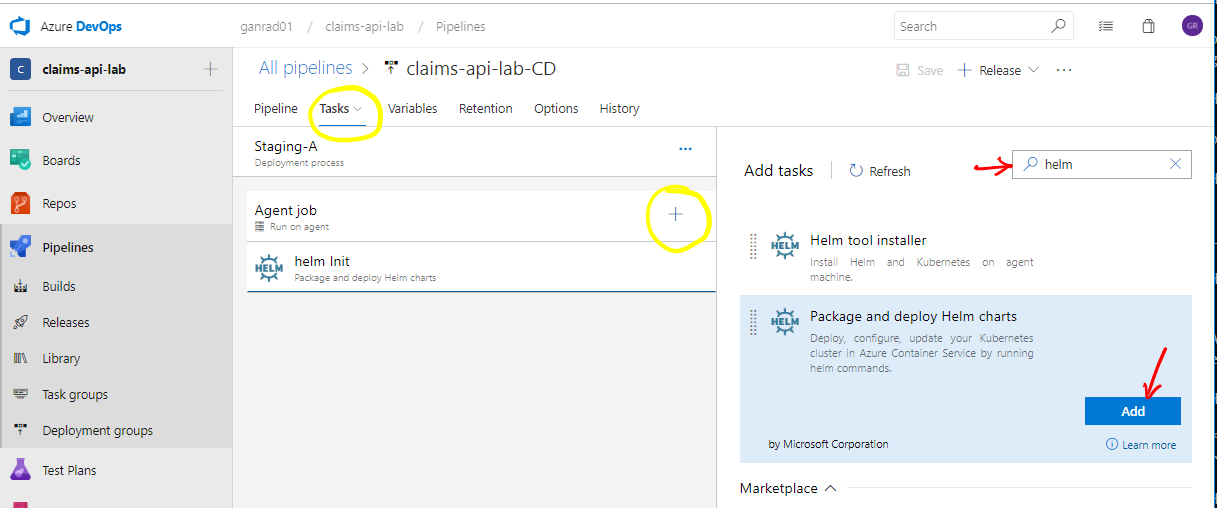 Azure DevOps
ganrad01 / claims-api-lab / Pipelines
Search
GR
C claims-api-lab
Overview
Boards
Repos
Pipelines
Builds
Releases
Library
Task groups
Deployment groups
Test Plans
All pipelines > claims-api-lab-CD
Save
Release
Pipeline
Tasks
Variables
Retention
Options
History
Staging-A
Deployment process
Agent job
Run on agent
HELM
helm Init
Package and deploy Helm charts
Add tasks
Refresh
helm
HELM
Helm tool installer
Install Helm and Kubernetes on agent
machine.
HELM
Package and deploy Helm charts
Deploy, configure, update your Kubernetes
cluster in Azure Container Service by running
helm commands.
Add
by Microsoft Corporation
Learn more
Marketplace